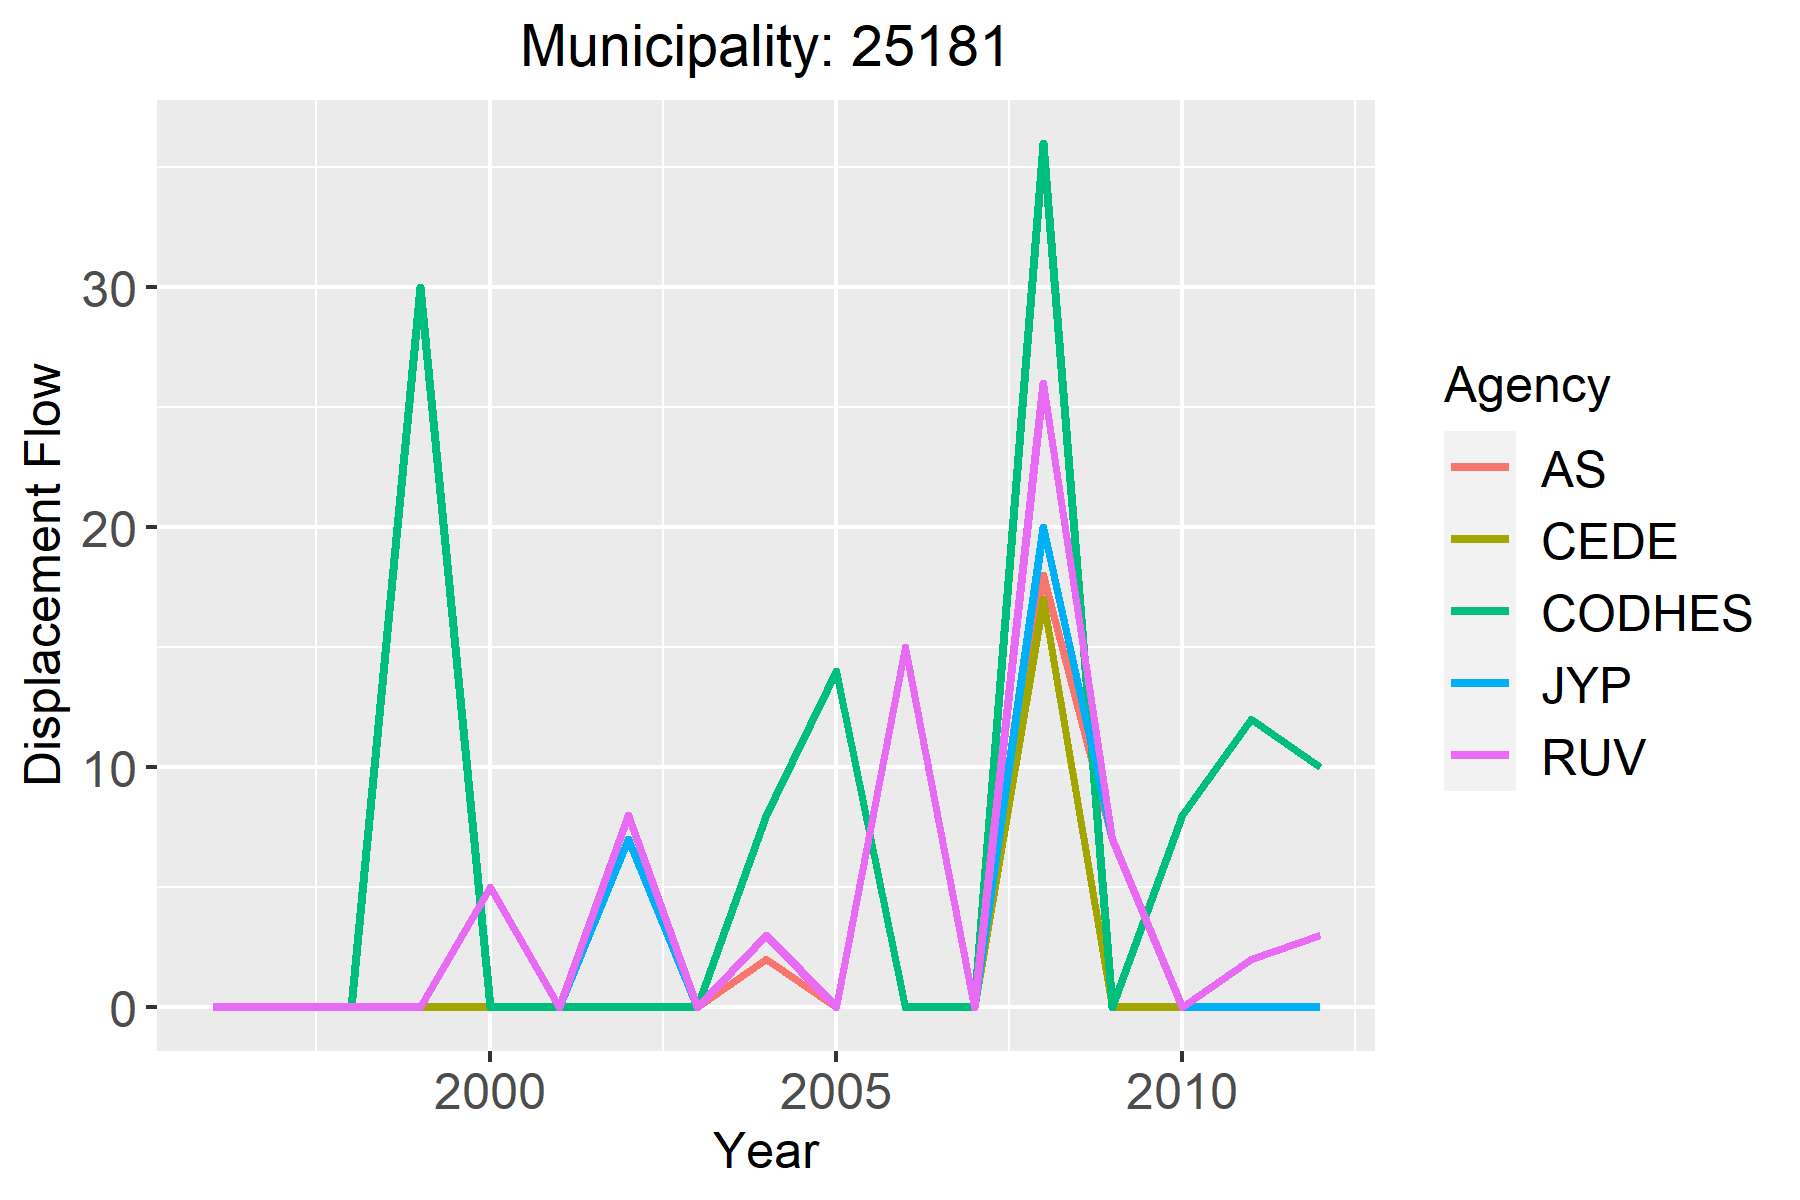 Municipality: 25181
Displacement Flow
30
20
10
0
2000 2005 2010
Year
Agency
AS
CEDE
CODHES
JYP
RUV